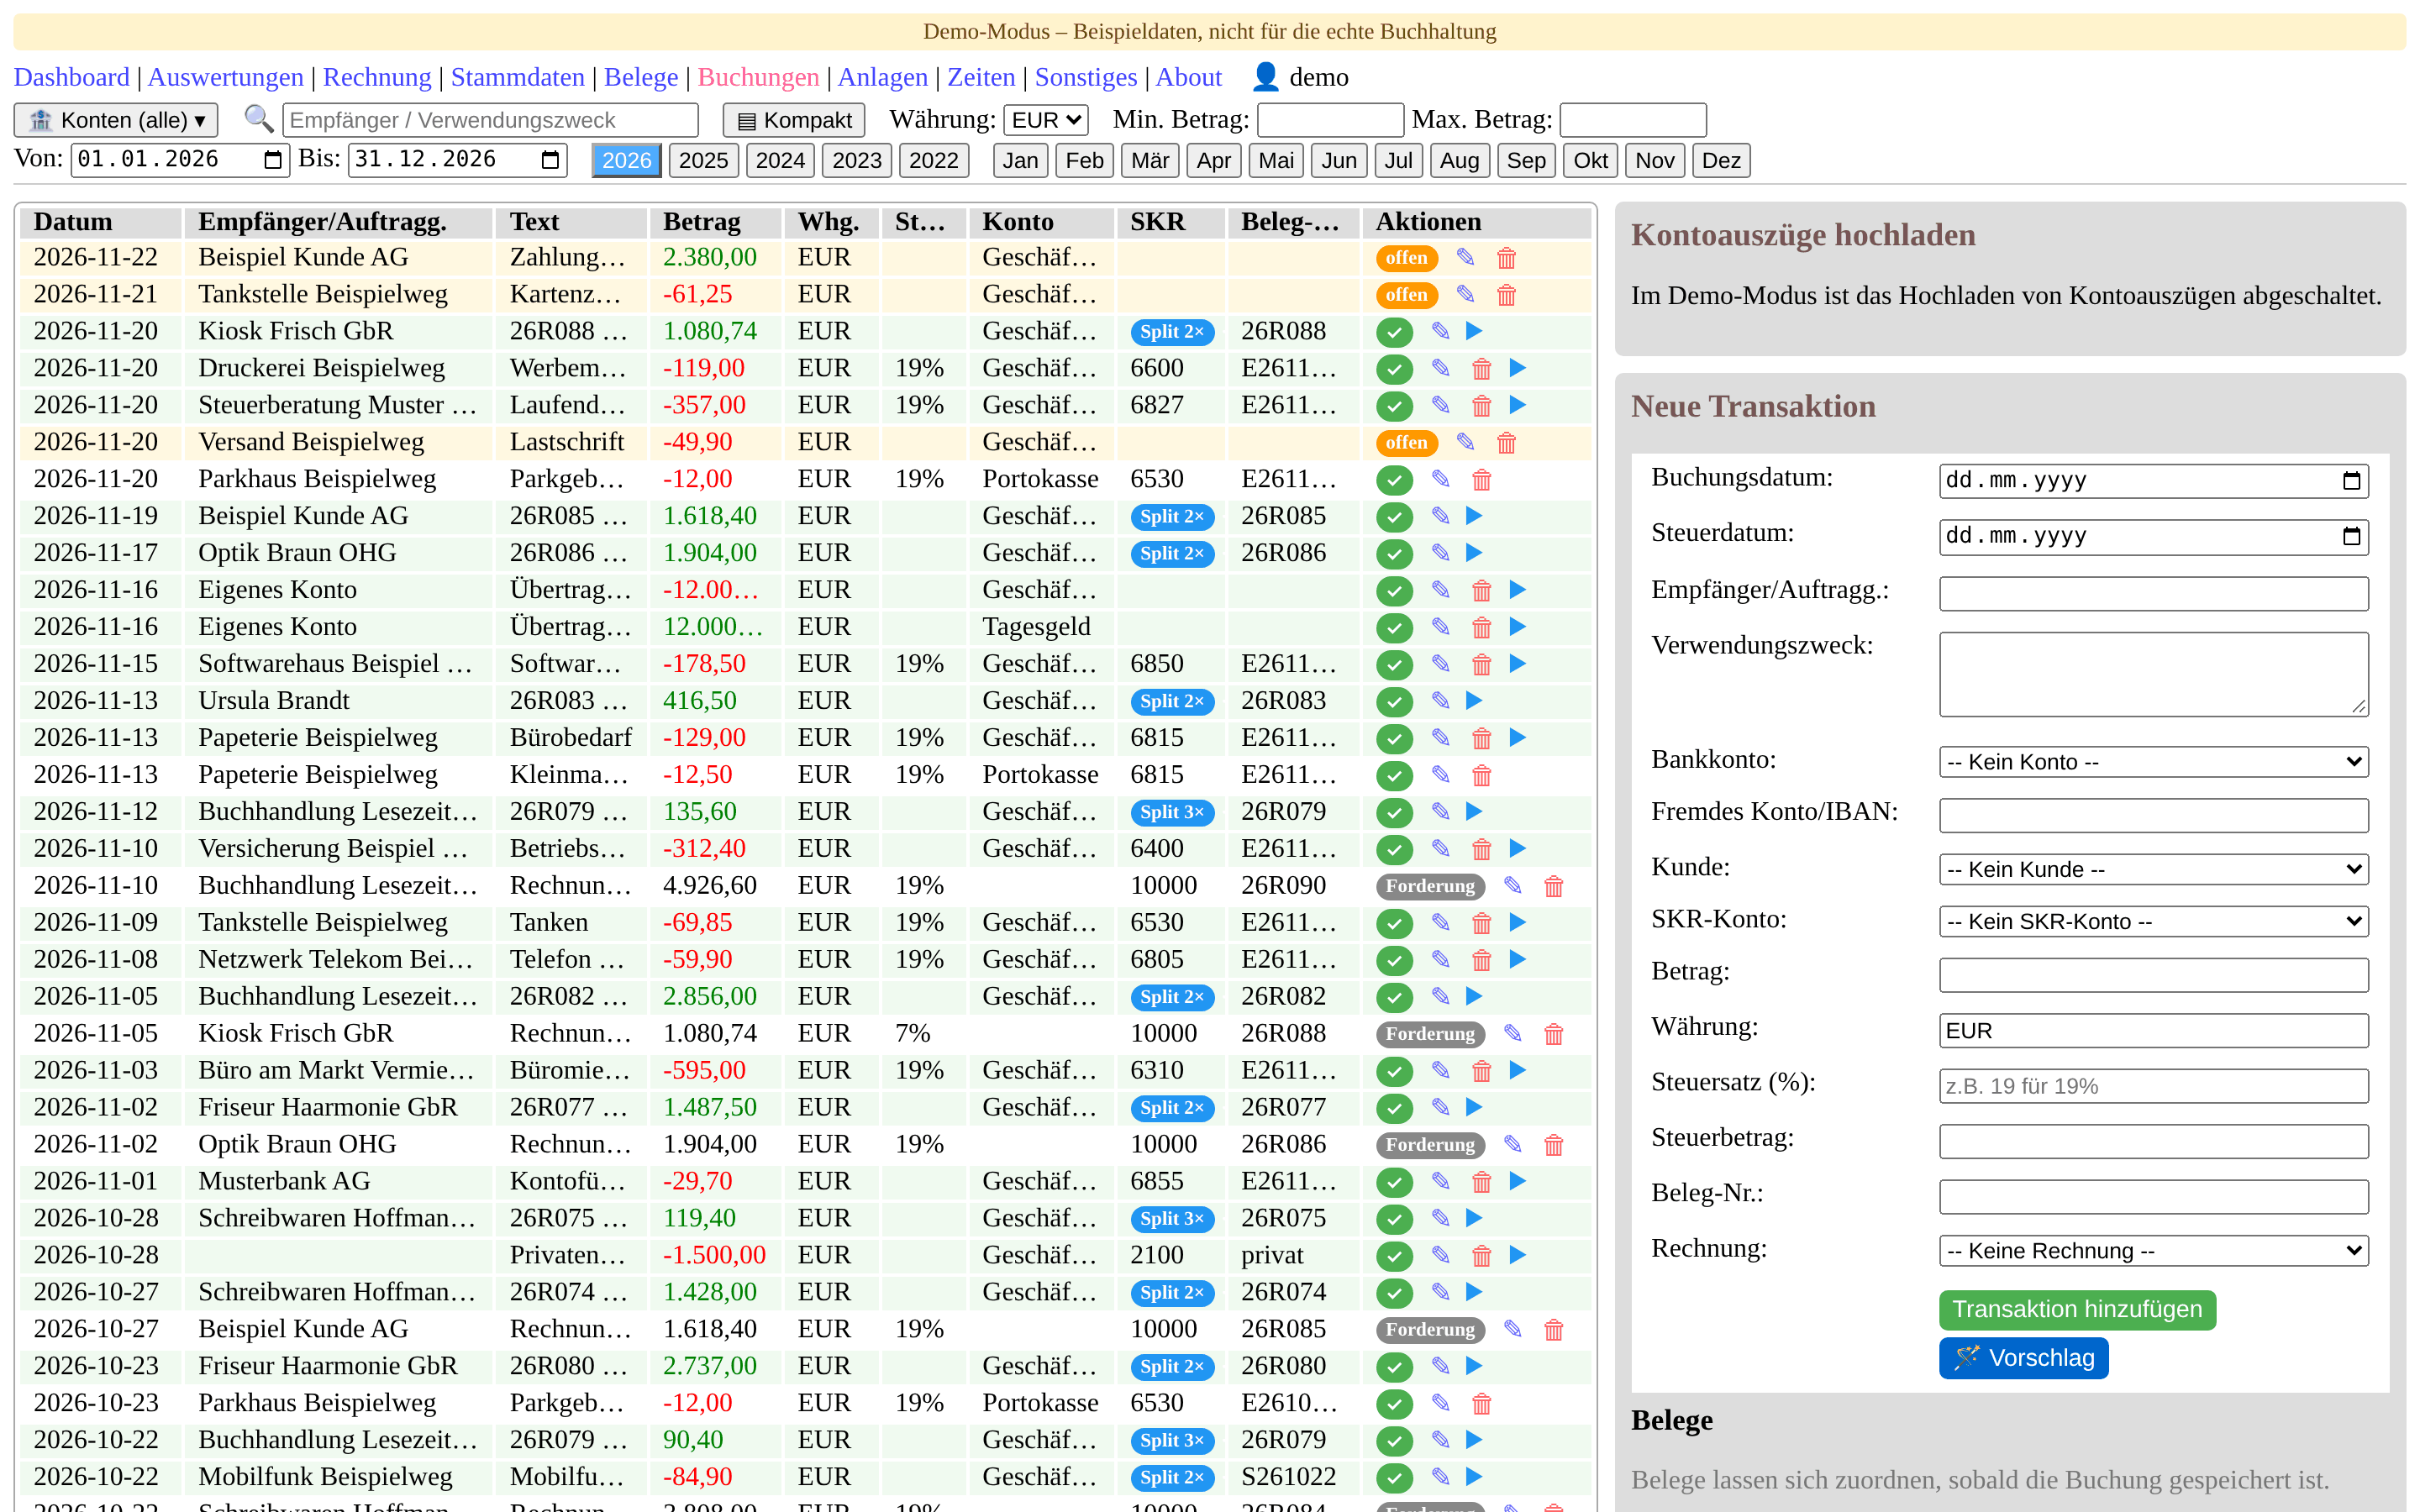 Demo-Modus – Beispieldaten, nicht für die echte Buchhaltung
Dashboard | Auswertungen | Rechnung | Stammdaten | Belege | Buchungen | Anlagen | Zeiten | Sonstiges | About demo
Konten (alle) ▾ Empfänger / Verwendungszweck Kompakt Währung: EUR Min. Betrag: Max. Betrag:
Von: 01.01.2026 Bis: 31.12.2026 2026 2025 2024 2023 2022 Jan Feb Mär Apr Mai Jun Jul Aug Sep Okt Nov Dez
Datum Empfänger/Auftragg. Text Betrag Whg. St… Konto SKR Beleg-… Aktionen
2026-11-22 Beispiel Kunde AG Zahlung… 2.380,00 EUR Geschäf… offen
2026-11-21 Tankstelle Beispielweg Kartenz… -61,25 EUR Geschäf… offen
2026-11-20 Kiosk Frisch GbR 26R088 … 1.080,74 EUR Geschäf… Split 2× 26R088
2026-11-20 Druckerei Beispielweg Werbem… -119,00 EUR 19% Geschäf… 6600 E2611…
2026-11-20 Steuerberatung Muster … Laufend… -357,00 EUR 19% Geschäf… 6827 E2611…
2026-11-20 Versand Beispielweg Lastschrift -49,90 EUR Geschäf… offen
2026-11-20 Parkhaus Beispielweg Parkgeb… -12,00 EUR 19% Portokasse 6530 E2611…
2026-11-19 Beispiel Kunde AG 26R085 … 1.618,40 EUR Geschäf… Split 2× 26R085
2026-11-17 Optik Braun OHG 26R086 … 1.904,00 EUR Geschäf… Split 2× 26R086
2026-11-16 Eigenes Konto Übertrag… -12.00… EUR Geschäf…
2026-11-16 Eigenes Konto Übertrag… 12.000… EUR Tagesgeld
2026-11-15 Softwarehaus Beispiel … Softwar… -178,50 EUR 19% Geschäf… 6850 E2611…
2026-11-13 Ursula Brandt 26R083 … 416,50 EUR Geschäf… Split 2× 26R083
2026-11-13 Papeterie Beispielweg Bürobedarf -129,00 EUR 19% Geschäf… 6815 E2611…
2026-11-13 Papeterie Beispielweg Kleinma… -12,50 EUR 19% Portokasse 6815 E2611…
2026-11-12 Buchhandlung Lesezeit… 26R079 … 135,60 EUR Geschäf… Split 3× 26R079
2026-11-10 Versicherung Beispiel … Betriebs… -312,40 EUR Geschäf… 6400 E2611…
2026-11-10 Buchhandlung Lesezeit… Rechnun… 4.926,60 EUR 19% 10000 26R090 Forderung
2026-11-09 Tankstelle Beispielweg Tanken -69,85 EUR 19% Geschäf… 6530 E2611…
2026-11-08 Netzwerk Telekom Bei… Telefon … -59,90 EUR 19% Geschäf… 6805 E2611…
2026-11-05 Buchhandlung Lesezeit… 26R082 … 2.856,00 EUR Geschäf… Split 2× 26R082
2026-11-05 Kiosk Frisch GbR Rechnun… 1.080,74 EUR 7% 10000 26R088 Forderung
2026-11-03 Büro am Markt Vermie… Büromie… -595,00 EUR 19% Geschäf… 6310 E2611…
2026-11-02 Friseur Haarmonie GbR 26R077 … 1.487,50 EUR Geschäf… Split 2× 26R077
2026-11-02 Optik Braun OHG Rechnun… 1.904,00 EUR 19% 10000 26R086 Forderung
2026-11-01 Musterbank AG Kontofü… -29,70 EUR Geschäf… 6855 E2611…
2026-10-28 Schreibwaren Hoffman… 26R075 … 119,40 EUR Geschäf… Split 3× 26R075
2026-10-28 Privaten… -1.500,00 EUR Geschäf… 2100 privat
2026-10-27 Schreibwaren Hoffman… 26R074 … 1.428,00 EUR Geschäf… Split 2× 26R074
2026-10-27 Beispiel Kunde AG Rechnun… 1.618,40 EUR 19% 10000 26R085 Forderung
2026-10-23 Friseur Haarmonie GbR 26R080 … 2.737,00 EUR Geschäf… Split 2× 26R080
2026-10-23 Parkhaus Beispielweg Parkgeb… -12,00 EUR 19% Portokasse 6530 E2610…
2026-10-22 Buchhandlung Lesezeit… 26R079 … 90,40 EUR Geschäf… Split 3× 26R079
2026-10-22 Mobilfunk Beispielweg Mobilfu… -84,90 EUR Geschäf… Split 2× S261022
Kontoauszüge hochladen
Im Demo-Modus ist das Hochladen von Kontoauszügen abgeschaltet.
Neue Transaktion
Buchungsdatum: dd.mm.yyyy
Steuerdatum: dd.mm.yyyy
Empfänger/Auftragg.:
Verwendungszweck:
Bankkonto: -- Kein Konto --
Fremdes Konto/IBAN:
Kunde: -- Kein Kunde --
SKR-Konto: -- Kein SKR-Konto --
Betrag:
Währung: EUR
Steuersatz (%): z.B. 19 für 19%
Steuerbetrag:
Beleg-Nr.:
Rechnung: -- Keine Rechnung --
Transaktion hinzufügen
Vorschlag
Belege
Belege lassen sich zuordnen, sobald die Buchung gespeichert ist.